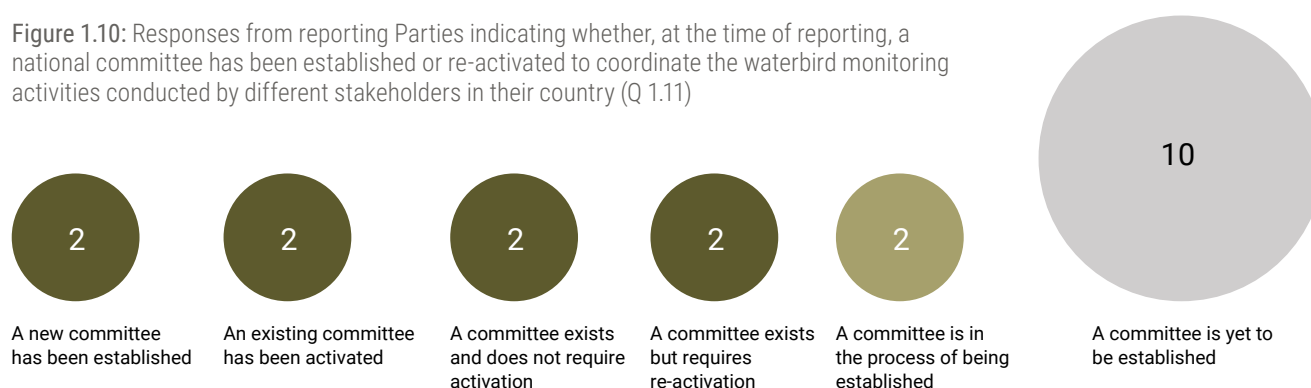 Figure 1.10: Responses from reporting Parties indicating whether, at the time of reporting, a
national committee has been established or re-activated to coordinate the waterbird monitoring
activities conducted by different stakeholders in their country (Q 1.11)
10
2
2
2
2
2
A new committee
has been established
An existing committee
has been activated
A committee exists
and does not require
activation
A committee exists
but requires
re-activation
A committee is in
the process of being
established
A committee is yet to
be established